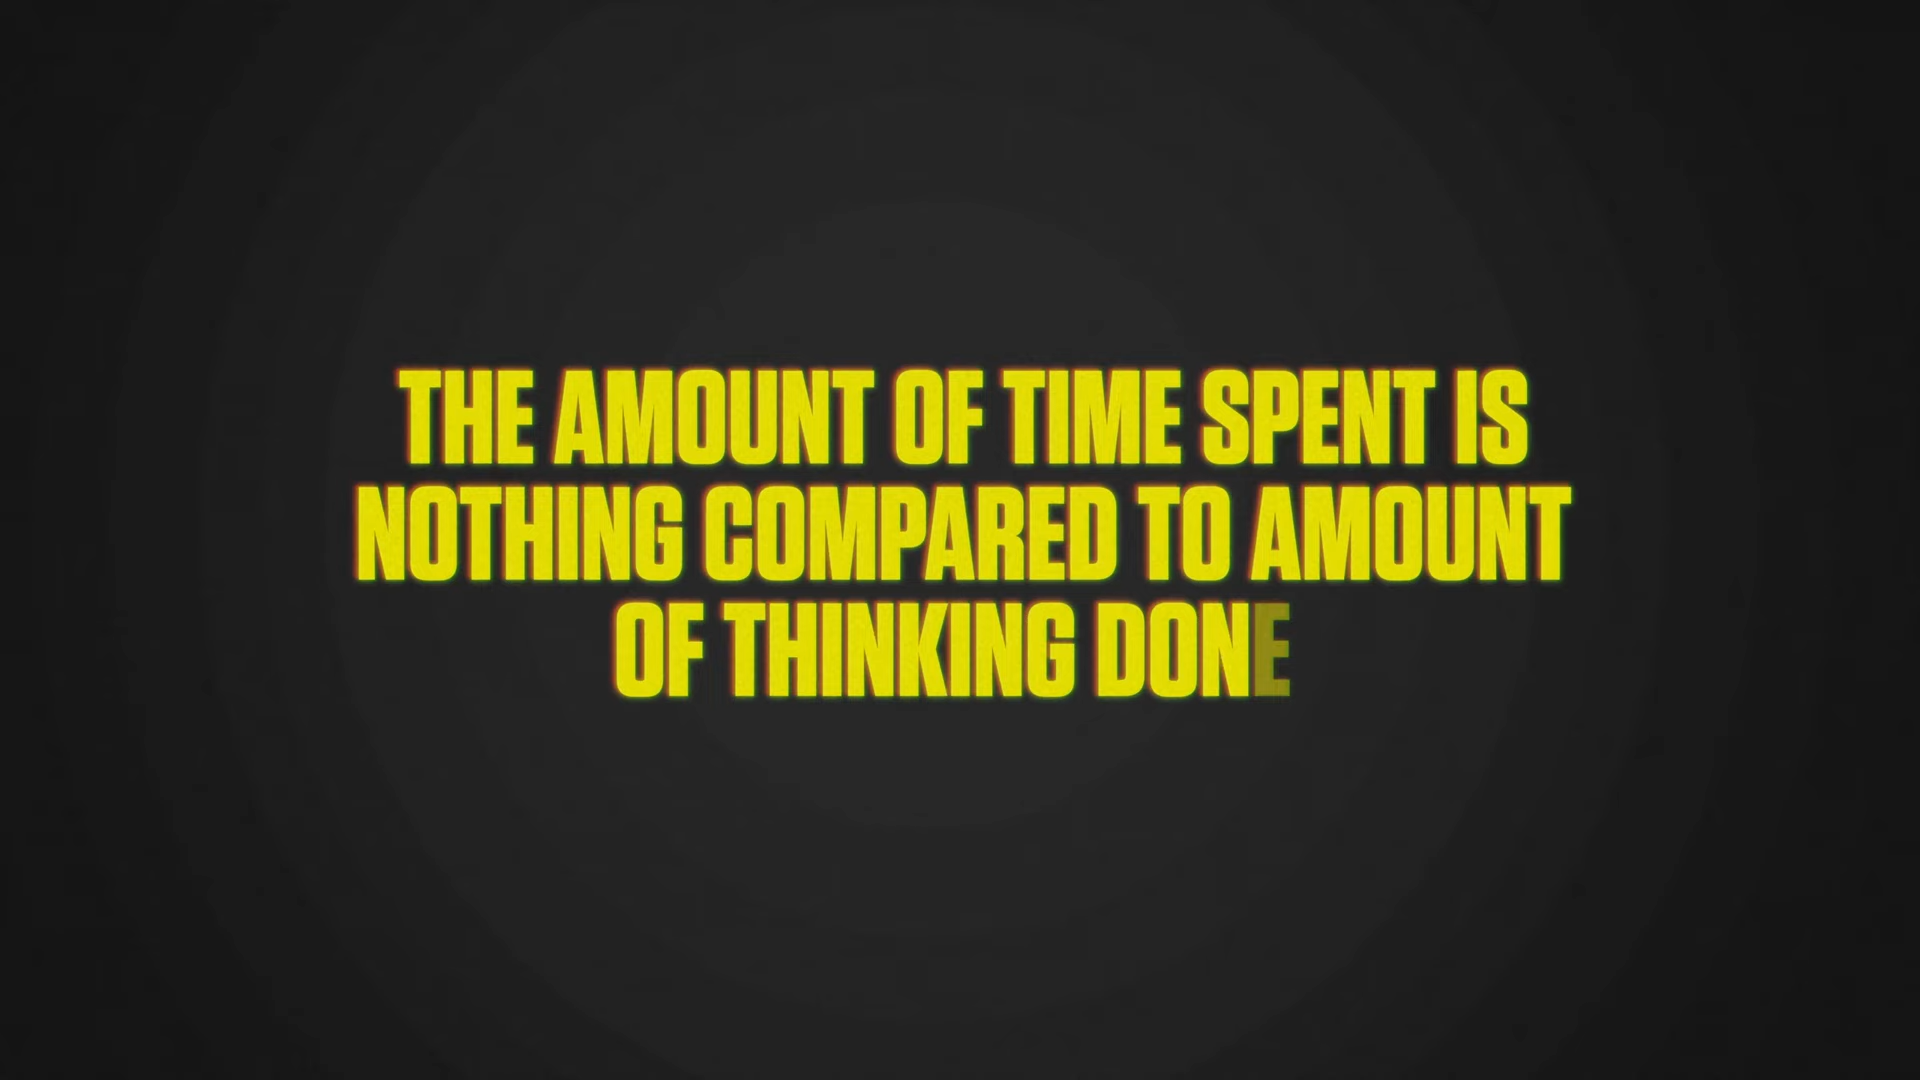 THE AMOUNT OF TIME SPENT IS
NOTHING COMPARED TO AMOUNT
OF THINKING DONE